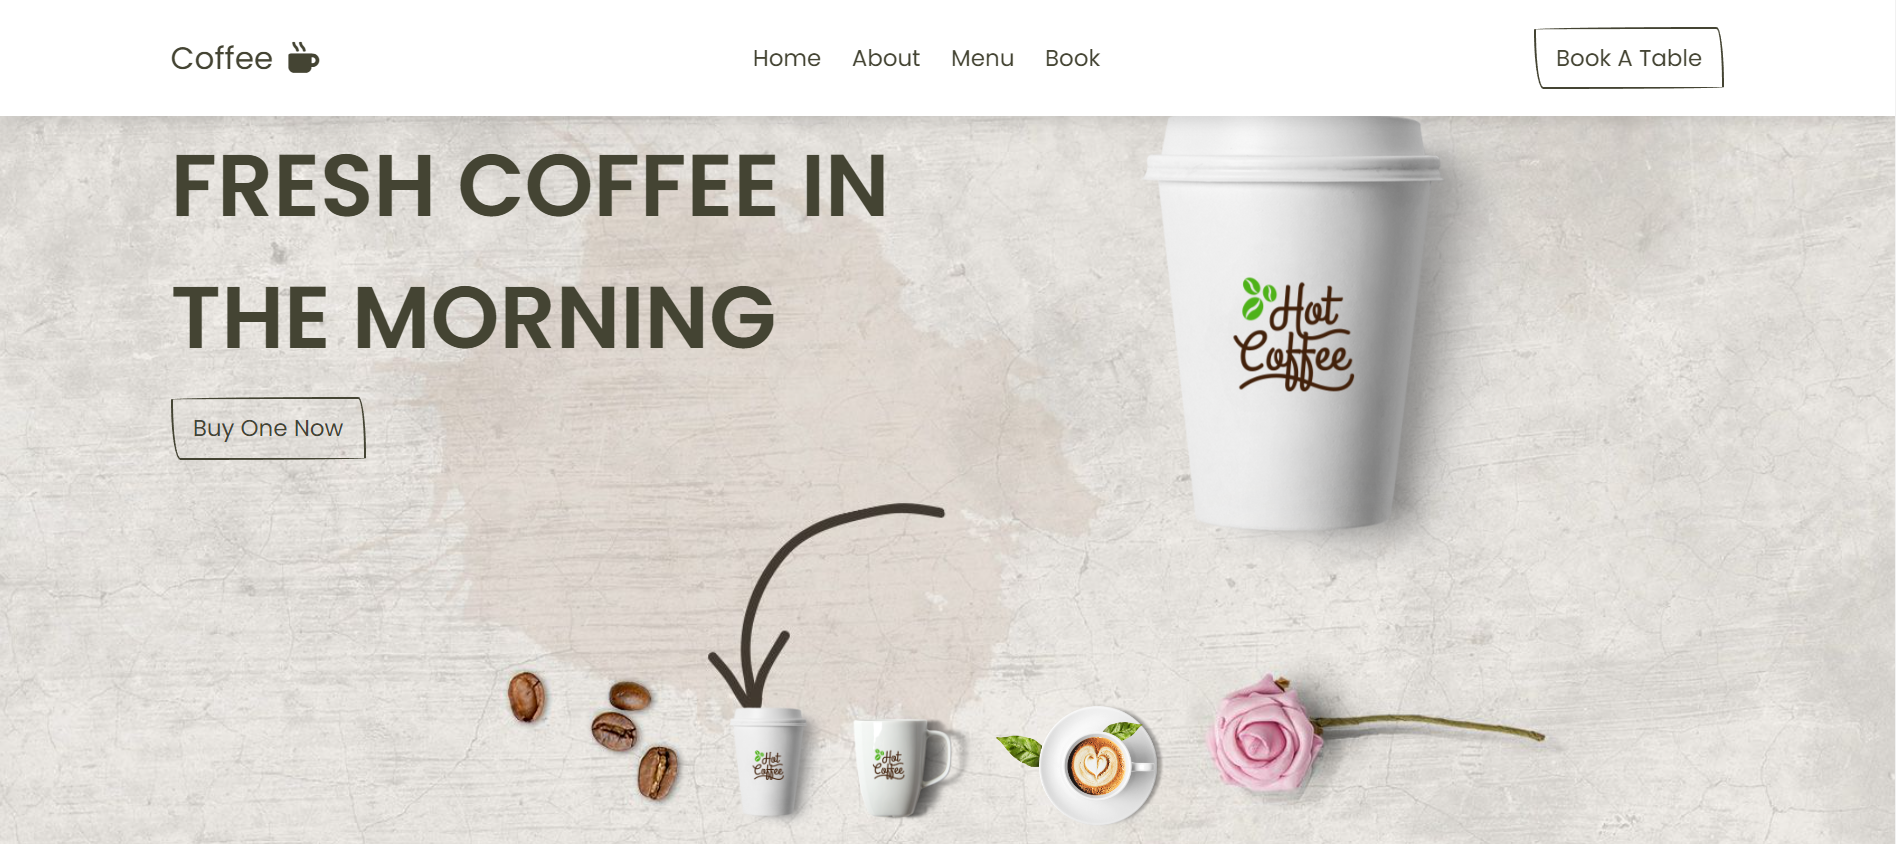 Coffee
Home About Menu Book
Book A Table
FRESH COFFEE IN
THE MORNING
Buy One Now
Hot
Coffee
Hot
Coffee
Hot
Coffee